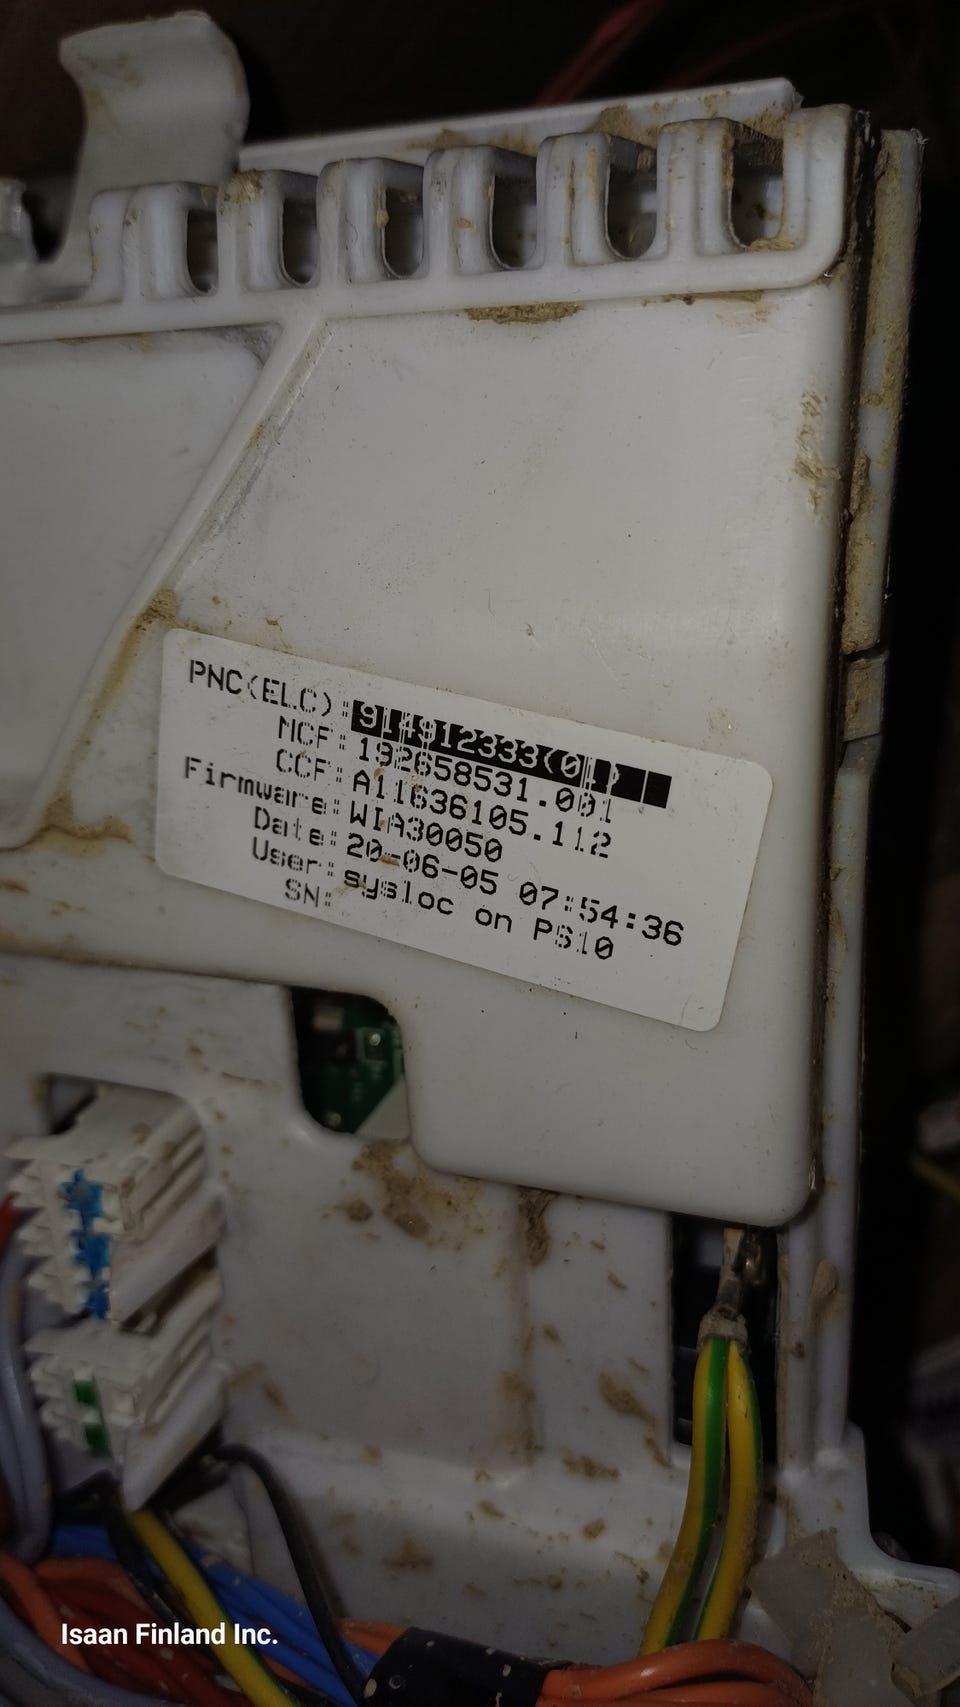 PNC(ELC): 914912333(01)
MCF: 192658531.001
CCF: A11636105.112
Firmware: WIA30050
Date: 20-06-05 07:54:36
User: sysloc on PS10
SN:
Isaan Finland Inc.